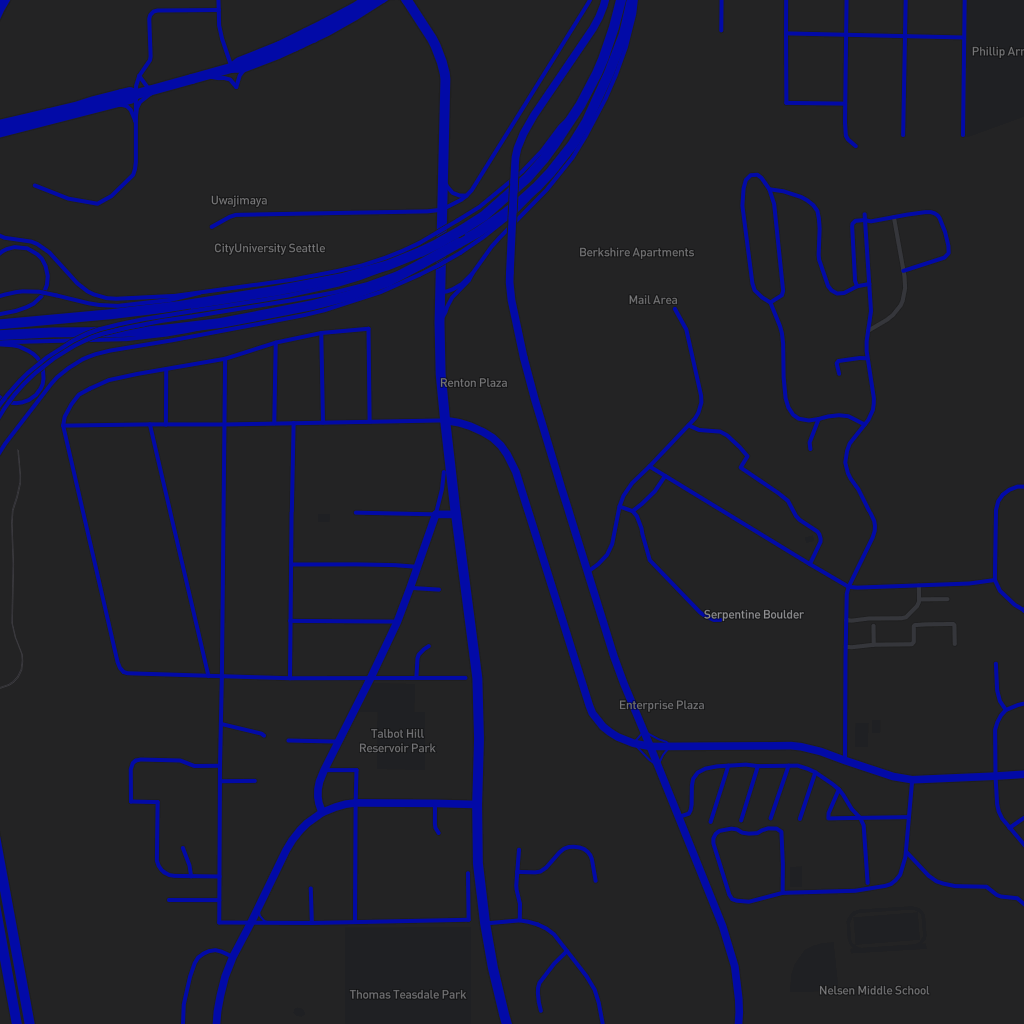 Phillip Arn
Uwajimaya
CityUniversity Seattle
Berkshire Apartments
Mail Area
Renton Plaza
Serpentine Boulder
Enterprise Plaza
Talbot Hill
Reservoir Park
Nelsen Middle School
Thomas Teasdale Park